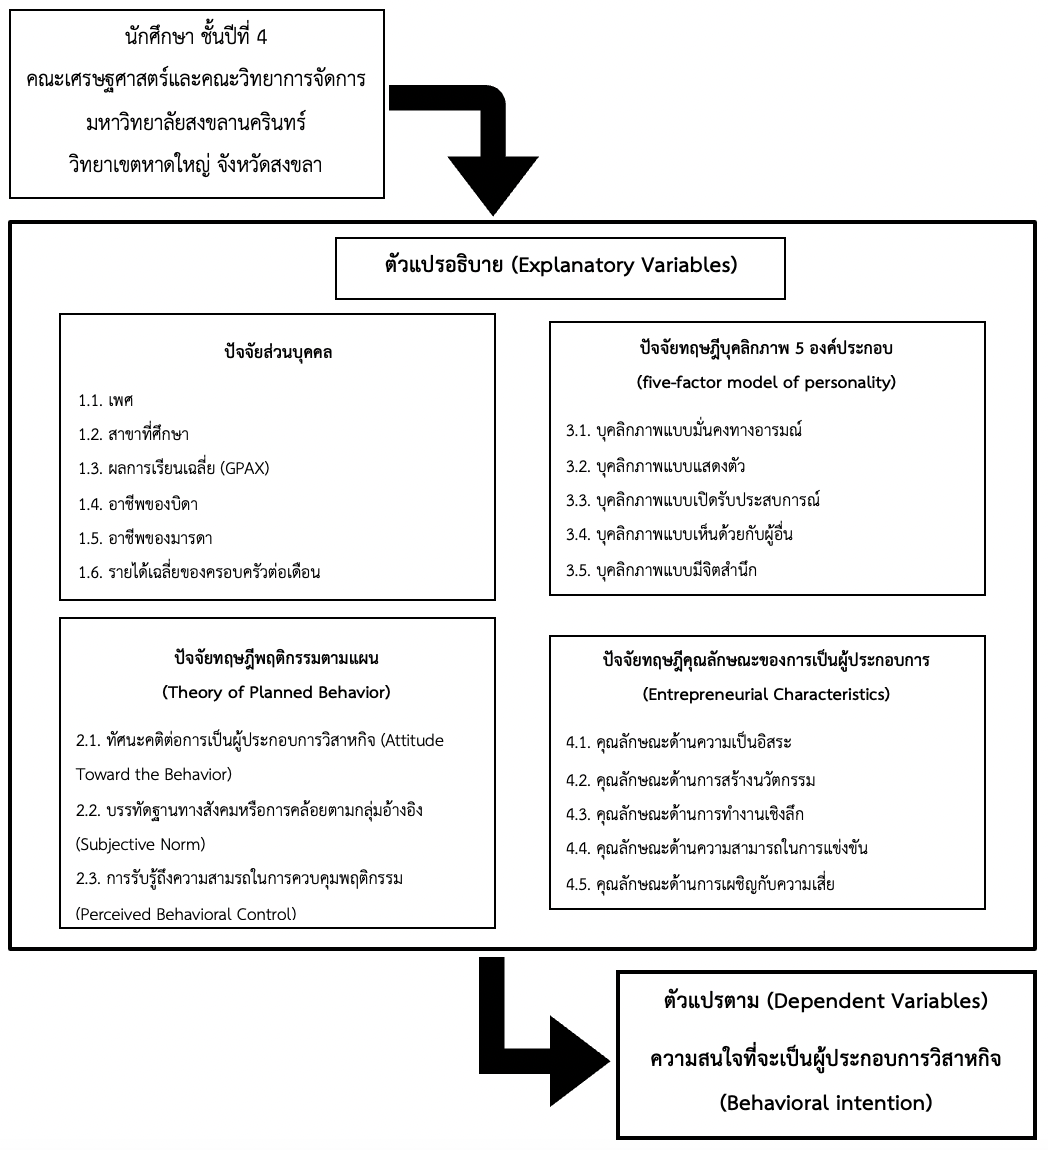 นักศึกษา ชั้นปีที่ 4
คณะเศรษฐศาสตร์และคณะวิทยาการจัดการ
มหาวิทยาลัยสงขลานครินทร์
วิทยาเขตหาดใหญ่ จังหวัดสงขลา
ตัวแปรอธิบาย (Explanatory Variables)
ปัจจัยส่วนบุคคล
1.1. เพศ
1.2. สาขาที่ศึกษา
1.3. ผลการเรียนเฉลี่ย (GPAX)
1.4. อาชีพของบิดา
1.5. อาชีพของมารดา
1.6. รายได้เฉลี่ยของครอบครัวต่อเดือน
ปัจจัยทฤษฎีบุคลิกภาพ 5 องค์ประกอบ
(five-factor model of personality)
3.1. บุคลิกภาพแบบมั่นคงทางอารมณ์
3.2. บุคลิกภาพแบบแสดงตัว
3.3. บุคลิกภาพแบบเปิดรับประสบการณ์
3.4. บุคลิกภาพแบบเห็นด้วยกับผู้อื่น
3.5. บุคลิกภาพแบบมีจิตสำนึก
ปัจจัยทฤษฎีพฤติกรรมตามแผน
(Theory of Planned Behavior)
2.1. ทัศนะคติต่อการเป็นผู้ประกอบการวิสาหกิจ (Attitude
Toward the Behavior)
2.2. บรรทัดฐานทางสังคมหรือการคล้อยตามกลุ่มอ้างอิง
(Subjective Norm)
2.3. การรับรู้ถึงความสามรถในการควบคุมพฤติกรรม
(Perceived Behavioral Control)
ปัจจัยทฤษฎีคุณลักษณะของการเป็นผู้ประกอบการ
(Entrepreneurial Characteristics)
4.1. คุณลักษณะด้านความเป็นอิสระ
4.2. คุณลักษณะด้านการสร้างนวัตกรรม
4.3. คุณลักษณะด้านการทำงานเชิงลึก
4.4. คุณลักษณะด้านความสามารถในการแข่งขัน
4.5. คุณลักษณะด้านการเผชิญกับความเสี่ย
ตัวแปรตาม (Dependent Variables)
ความสนใจที่จะเป็นผู้ประกอบการวิสาหกิจ
(Behavioral intention)